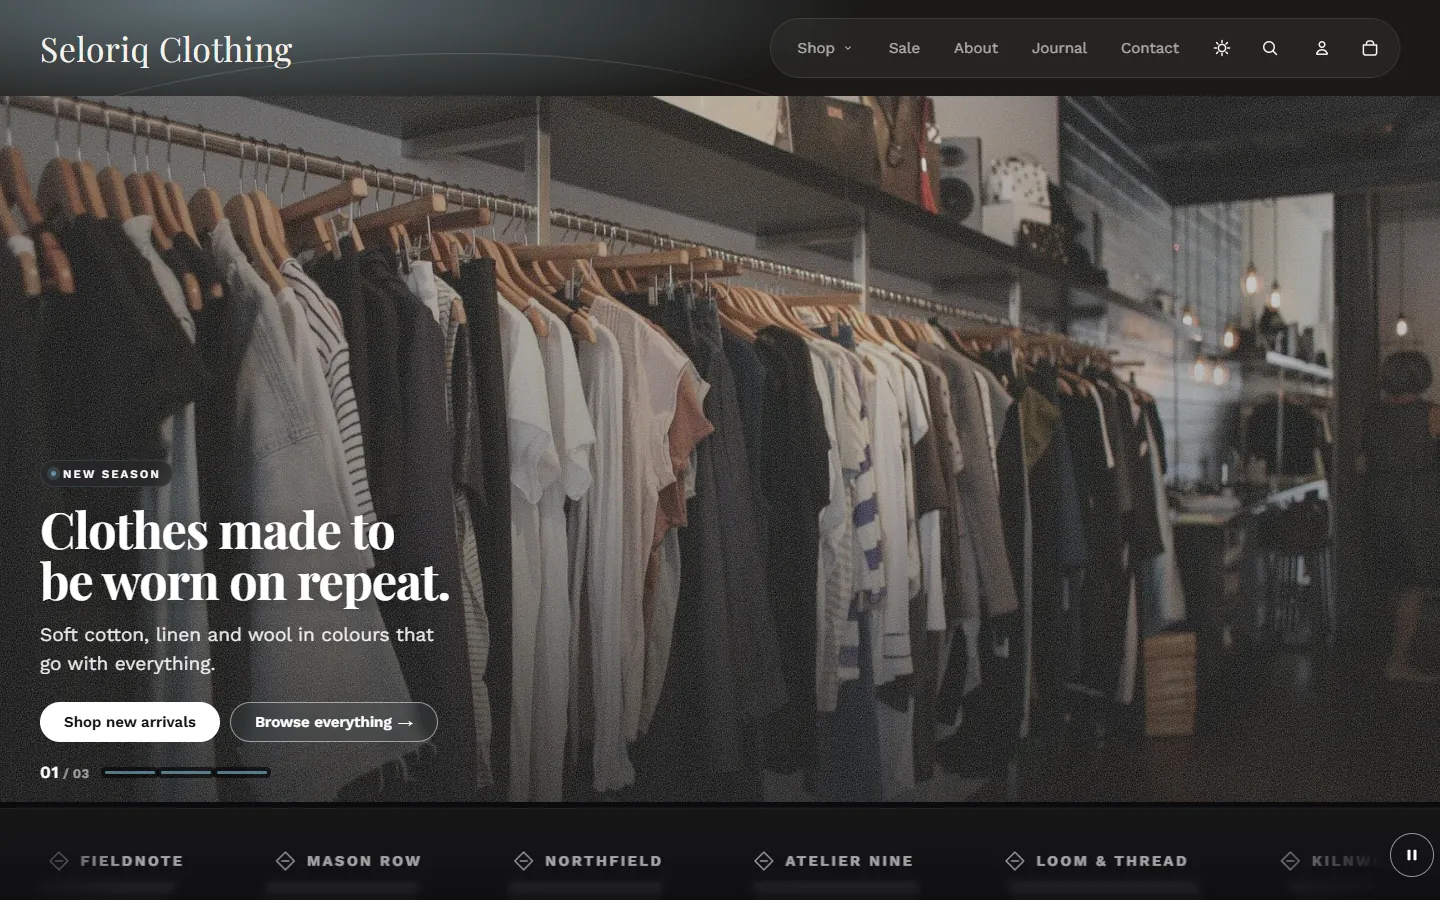 Seloriq Clothing
Shop
Sale
About
Journal
Contact
NEW SEASON
Clothes made to
be worn on repeat.
Soft cotton, linen and wool in colours that
go with everything.
Shop new arrivals
Browse everything →
01 / 03
FIELDNOTE
MASON ROW
NORTHFIELD
ATELIER NINE
LOOM & THREAD